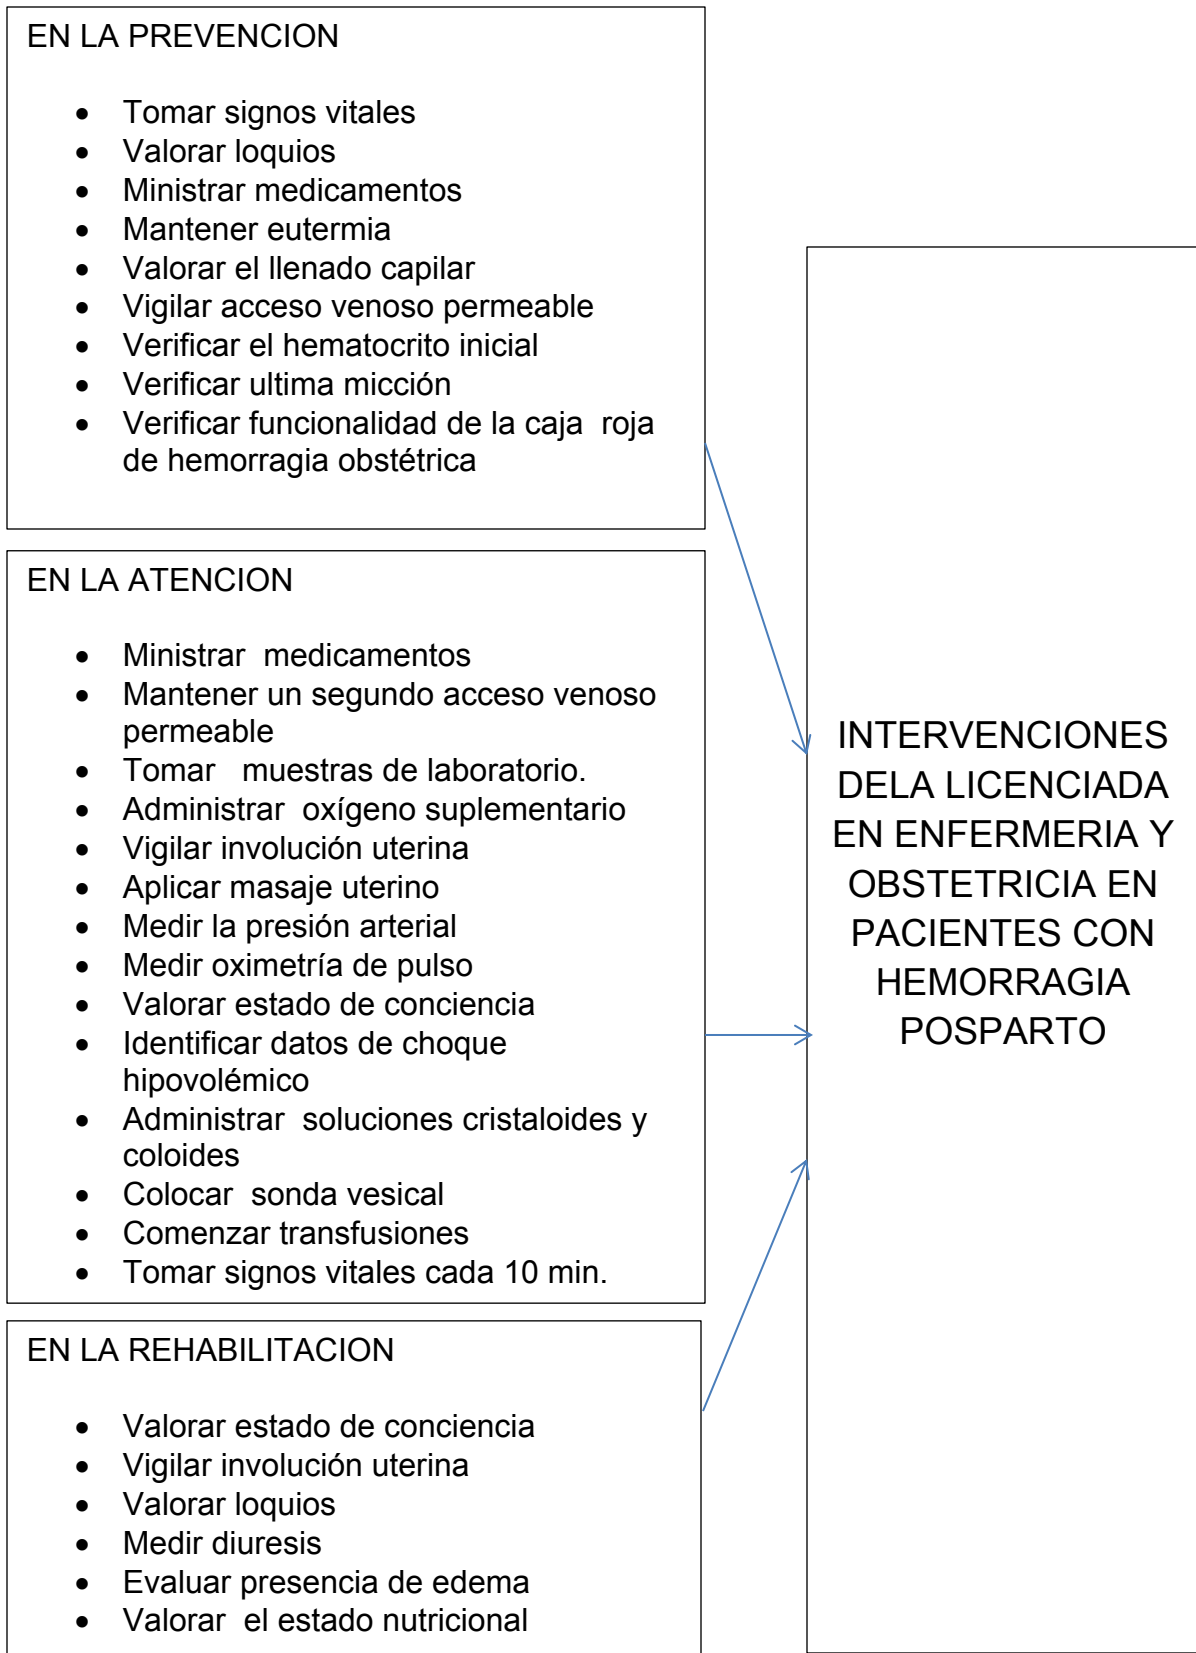 EN LA PREVENCION
• Tomar signos vitales
• Valorar loquios
• Ministrar medicamentos
• Mantener eutermia
• Valorar el llenado capilar
• Vigilar acceso venoso permeable
• Verificar el hematocrito inicial
• Verificar ultima micción
• Verificar funcionalidad de la caja roja
de hemorragia obstétrica
EN LA ATENCION
• Ministrar medicamentos
• Mantener un segundo acceso venoso
permeable
• Tomar muestras de laboratorio.
• Administrar oxígeno suplementario
• Vigilar involución uterina
• Aplicar masaje uterino
• Medir la presión arterial
• Medir oximetría de pulso
• Valorar estado de conciencia
• Identificar datos de choque
hipovolémico
• Administrar soluciones cristaloides y
coloides
• Colocar sonda vesical
• Comenzar transfusiones
• Tomar signos vitales cada 10 min.
EN LA REHABILITACION
• Valorar estado de conciencia
• Vigilar involución uterina
• Valorar loquios
• Medir diuresis
• Evaluar presencia de edema
• Valorar el estado nutricional
INTERVENCIONES
DELA LICENCIADA
EN ENFERMERIA Y
OBSTETRICIA EN
PACIENTES CON
HEMORRAGIA
POSPARTO